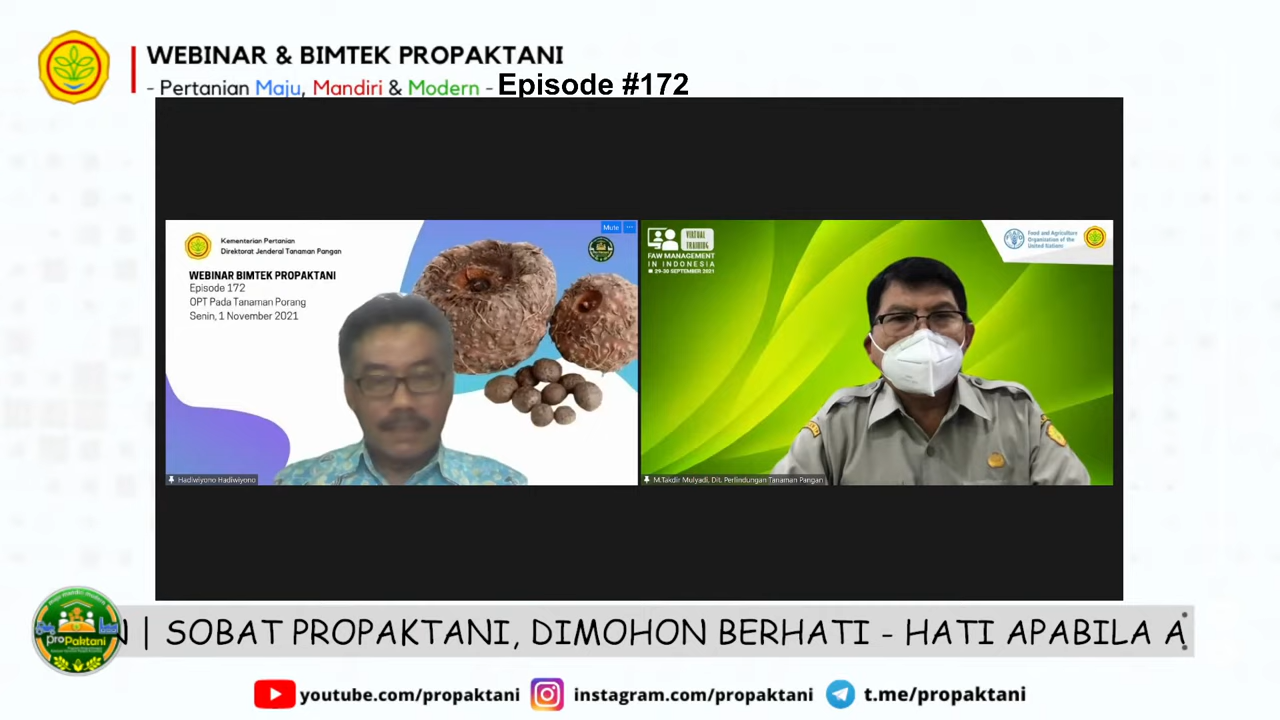 WEBINAR & BIMTEK PROPAKTANI
- Pertanian Maju, Mandiri & Modern - Episode #172
Mute
Kementerian Pertanian
Direktorat Jenderal Tanaman Pangan
WEBINAR BIMTEK PROPAKTANI
Episode 172
OPT Pada Tanaman Porang
Senin, 1 November 2021
Hadiwiyono Hadiwiyono
VIRTUAL
TRAINING
FAW MANAGEMENT
IN INDONESIA
29-30 SEPTEMBER 2021
Food and Agriculture
Organization of the
United Nations
M.Takdir Mulyadi, Dit. Perlindungan Tanaman Pangan
maju mandiri modern
proPaktani
N | SOBAT PROPAKTANI, DIMOHON BERHATI - HATI APABILA A
youtube.com/propaktani
instagram.com/propaktani
t.me/propaktani